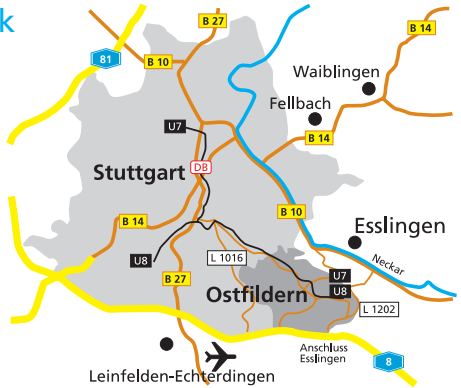 k
B 27
B 14
81
B 10
Waiblingen
Fellbach
U7
B 14
DB
Stuttgart
B 14
B 10
Esslingen
U8
L 1016
Neckar
B 27
U7
U8
Ostfildern
L 1202
Anschluss
Esslingen
8
Leinfelden-Echterdingen